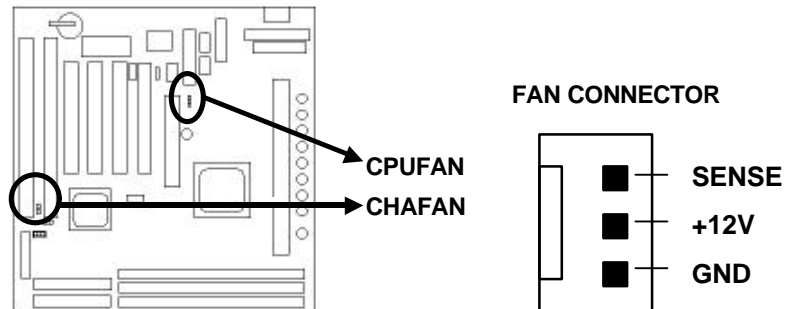 FAN CONNECTOR
CPUFAN
CHAFAN
SENSE
+12V
GND